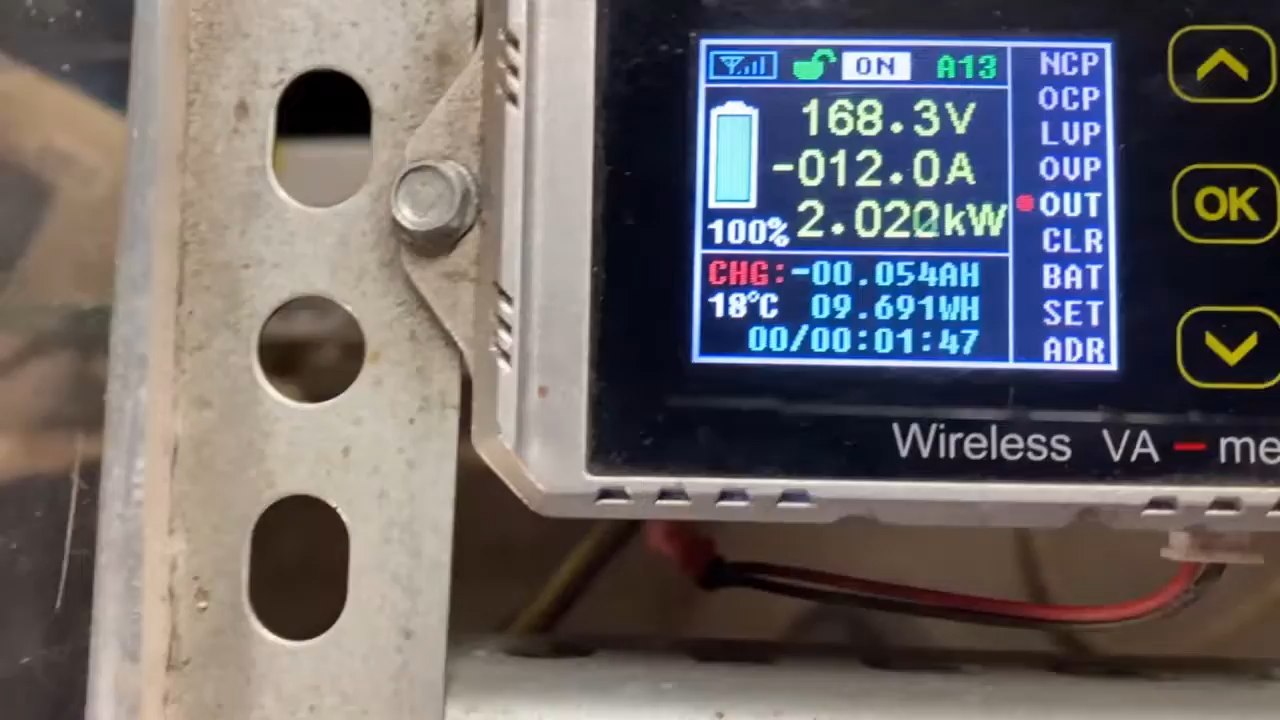 ON A13
168.3V
-012.0A
100% 2.020kW
CHG:-00.054AH
18°C 09.691WH
00/00:01:47
NCP
OCP
LVP
OVP
OUT
CLR
BAT
SET
ADR
OK
Wireless VA-me